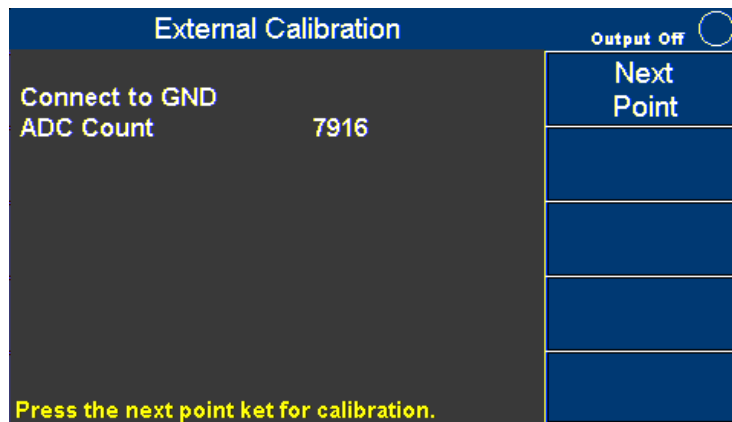 External Calibration
Output Off
Next
Point
Connect to GND
ADC Count 7916
Press the next point ket for calibration.